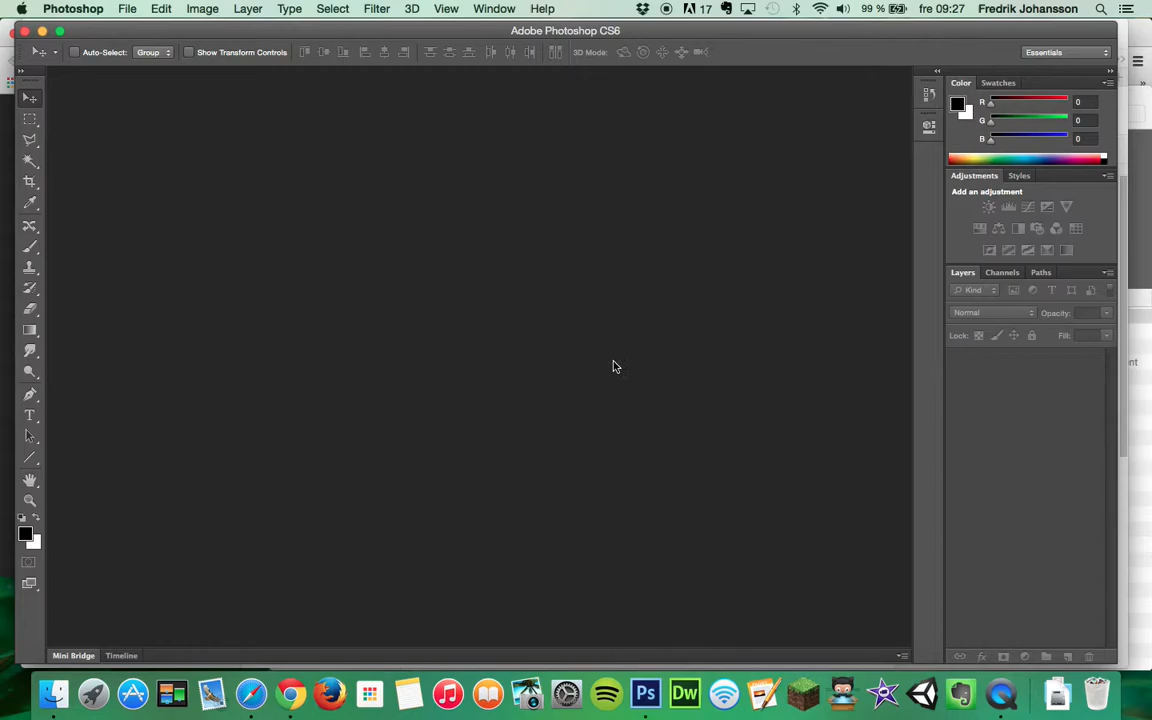 Photoshop File Edit Image Layer Type Select Filter 3D View Window Help 17 99 % fre 09:27 Fredrik Johansson
Adobe Photoshop CS6
Auto-Select: Group Show Transform Controls 3D Mode: Essentials
Color Swatches
R 0
G 0
B 0
Adjustments Styles
Add an adjustment
Layers Channels Paths
Kind
Normal Opacity:
Lock: Fill:
Mini Bridge Timeline
Ps Dw